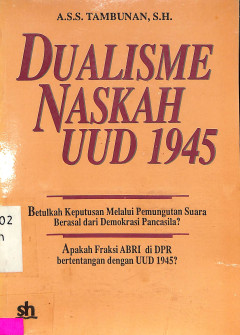 A.S.S. TAMBUNAN, S.H.
DUALISME
NASKAH
UUD 1945
Betulkah Keputusan Melalui Pemungutan Suara
Berasal dari Demokrasi Pancasila?
Apakah Fraksi ABRI di DPR
bertentangan dengan UUD 1945?
02
sh